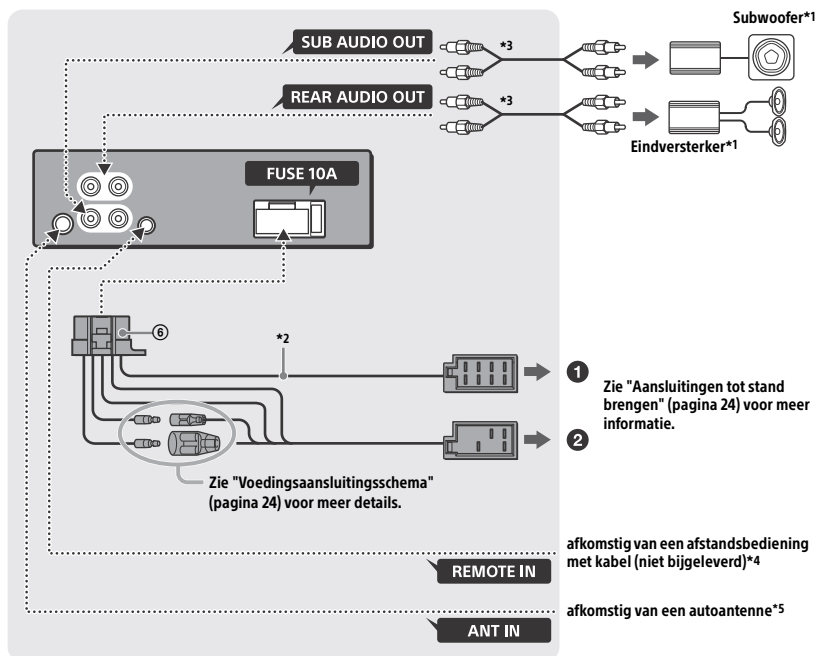 Subwoofer*1
SUB AUDIO OUT
*3
REAR AUDIO OUT
*3
Eindversterker*1
FUSE 10A
⑥
*2
❶
Zie "Aansluitingen tot stand
brengen" (pagina 24) voor meer
informatie.
❷
Zie "Voedingsaansluitingsschema"
(pagina 24) voor meer details.
afkomstig van een afstandsbediening
met kabel (niet bijgeleverd)*4
REMOTE IN
afkomstig van een autoantenne*5
ANT IN